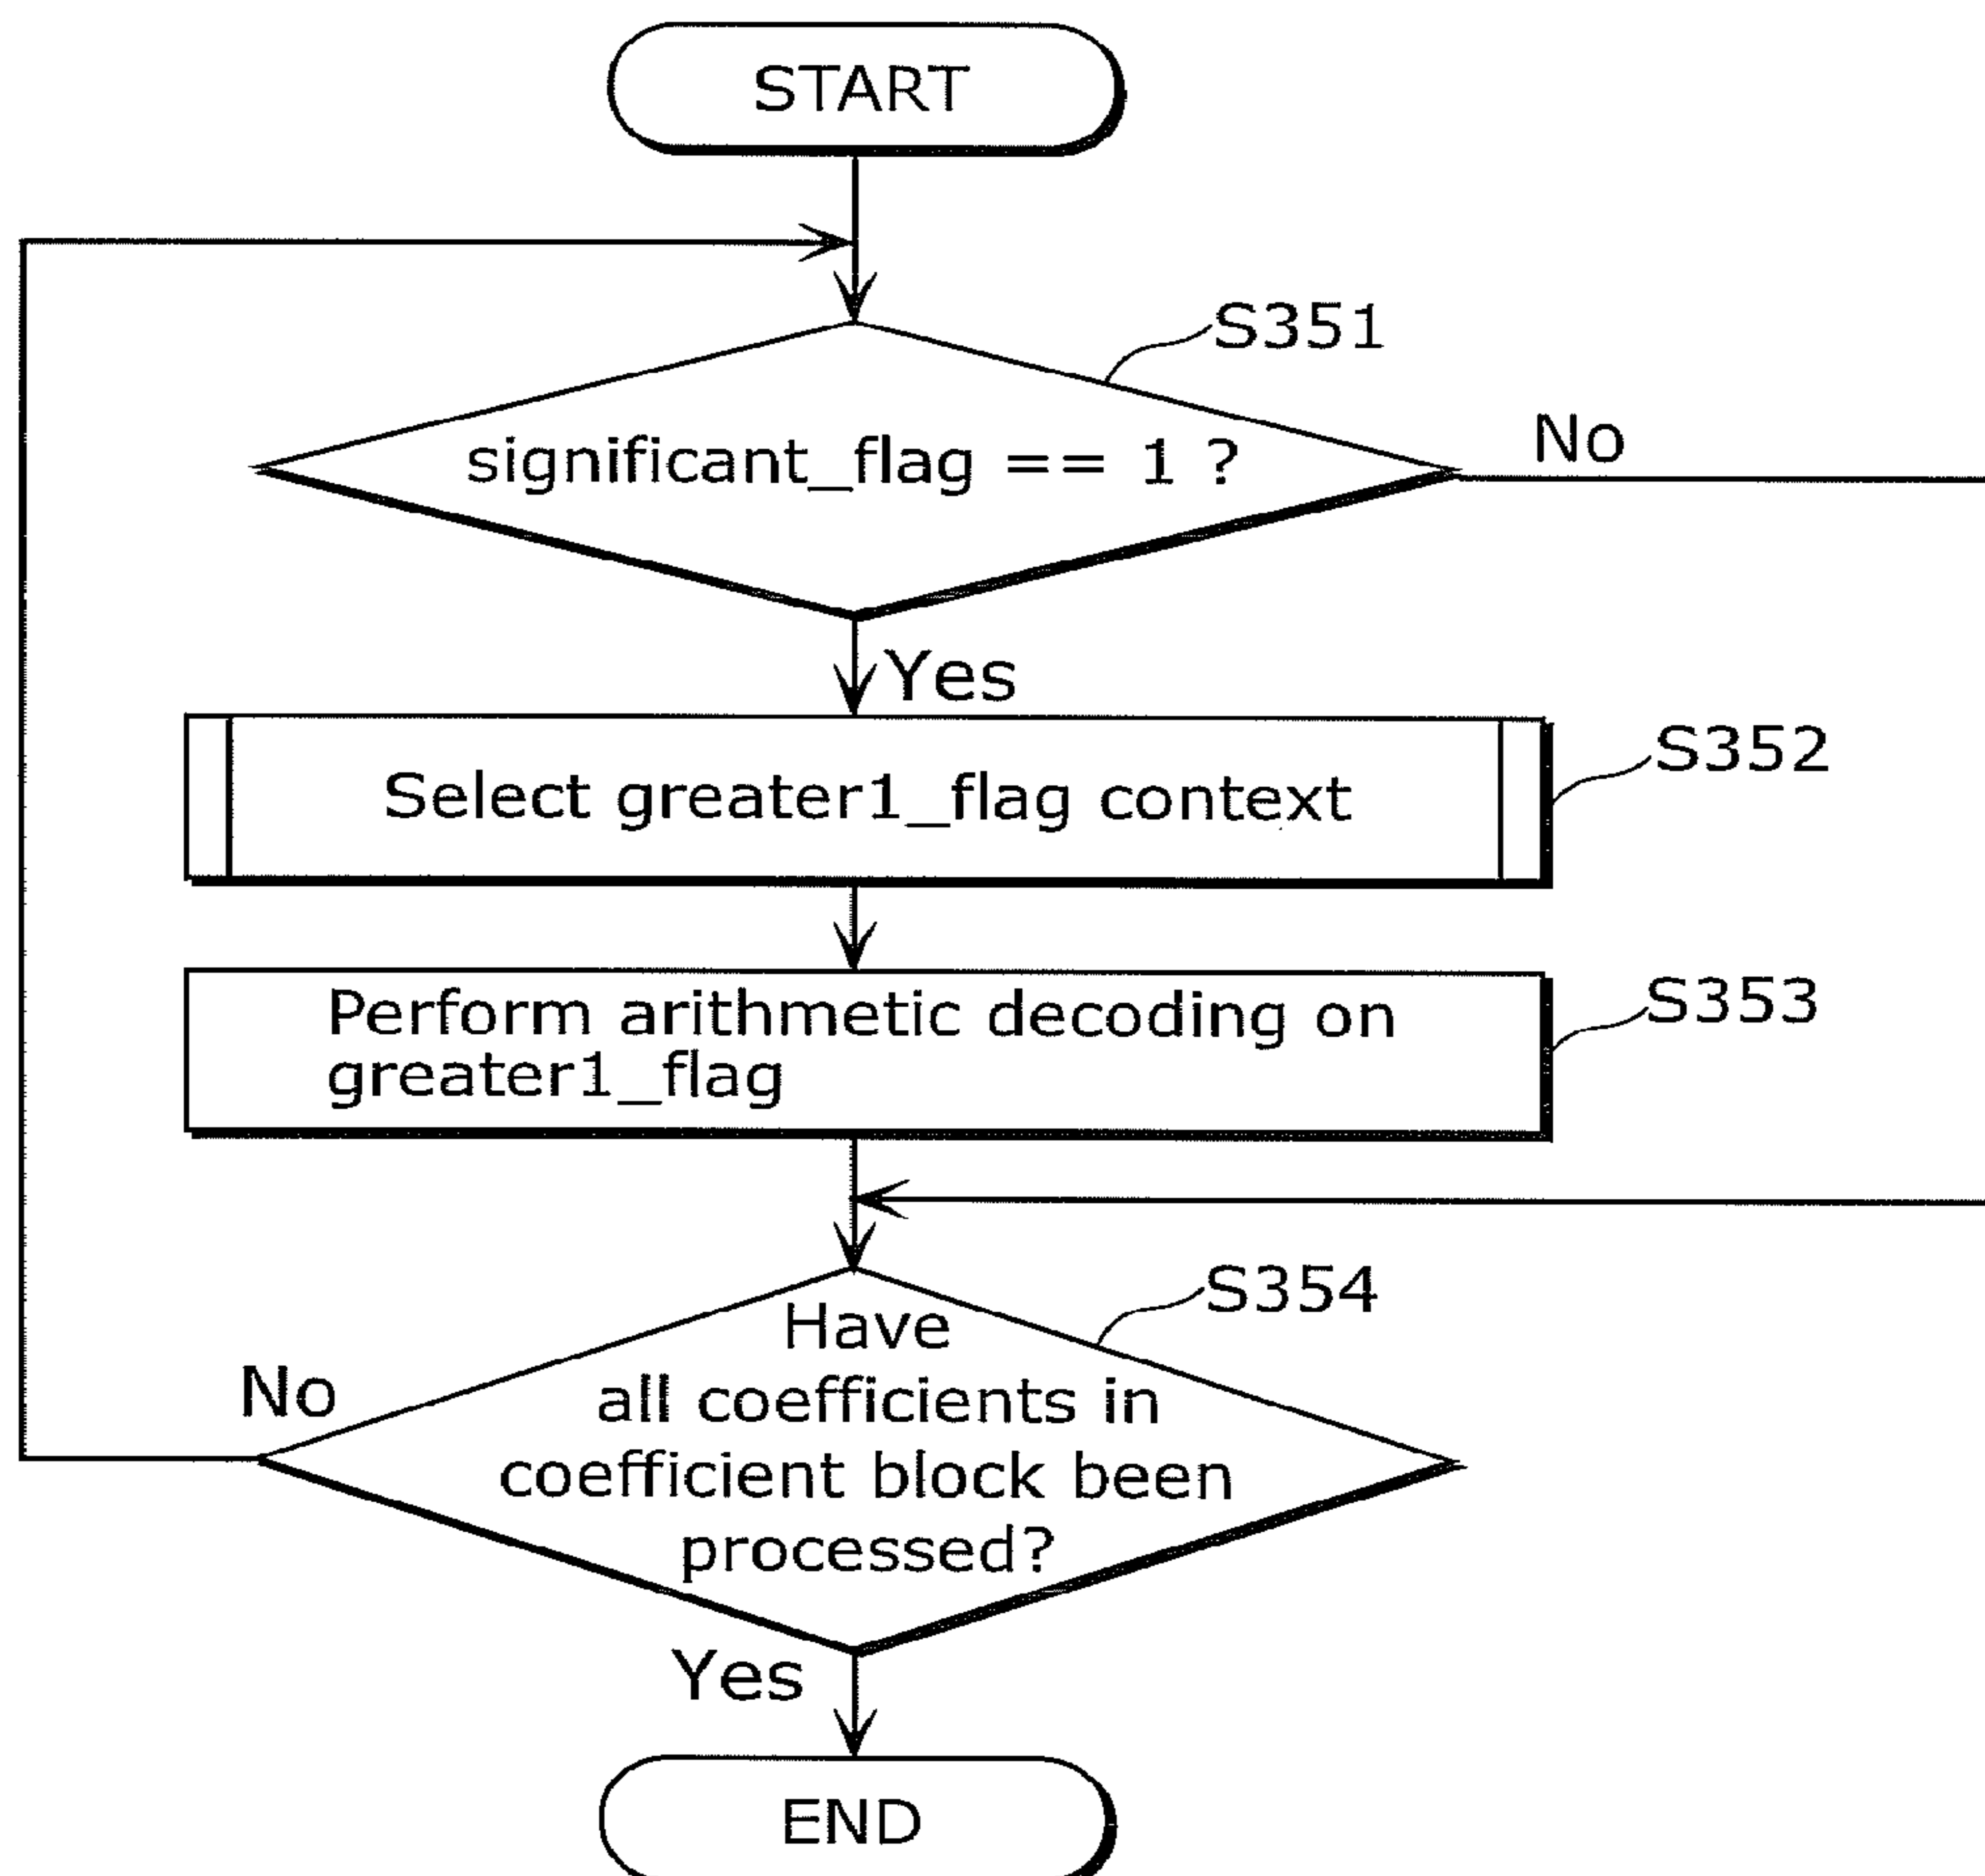 START
S351
significant_flag == 1 ?
No
Yes
S352
Select greater1_flag context
S353
Perform arithmetic decoding on
greater1_flag
S354
Have
all coefficients in
coefficient block been
processed?
No
Yes
END